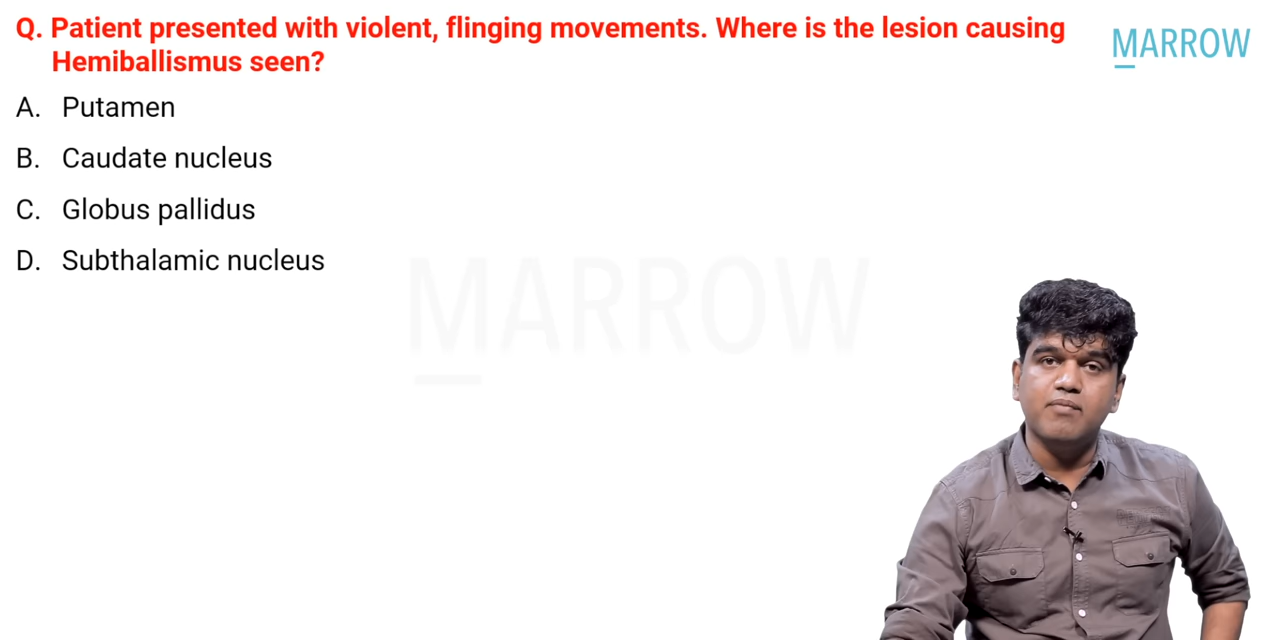 Q. Patient presented with violent, flinging movements. Where is the lesion causing
Hemiballismus seen?
MARROW
A. Putamen
B. Caudate nucleus
C. Globus pallidus
D. Subthalamic nucleus
MARROW